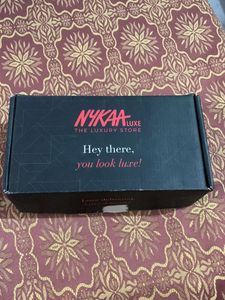 NYKAA LUXE
THE LUXURY STORE
Hey there,
you look luxe!